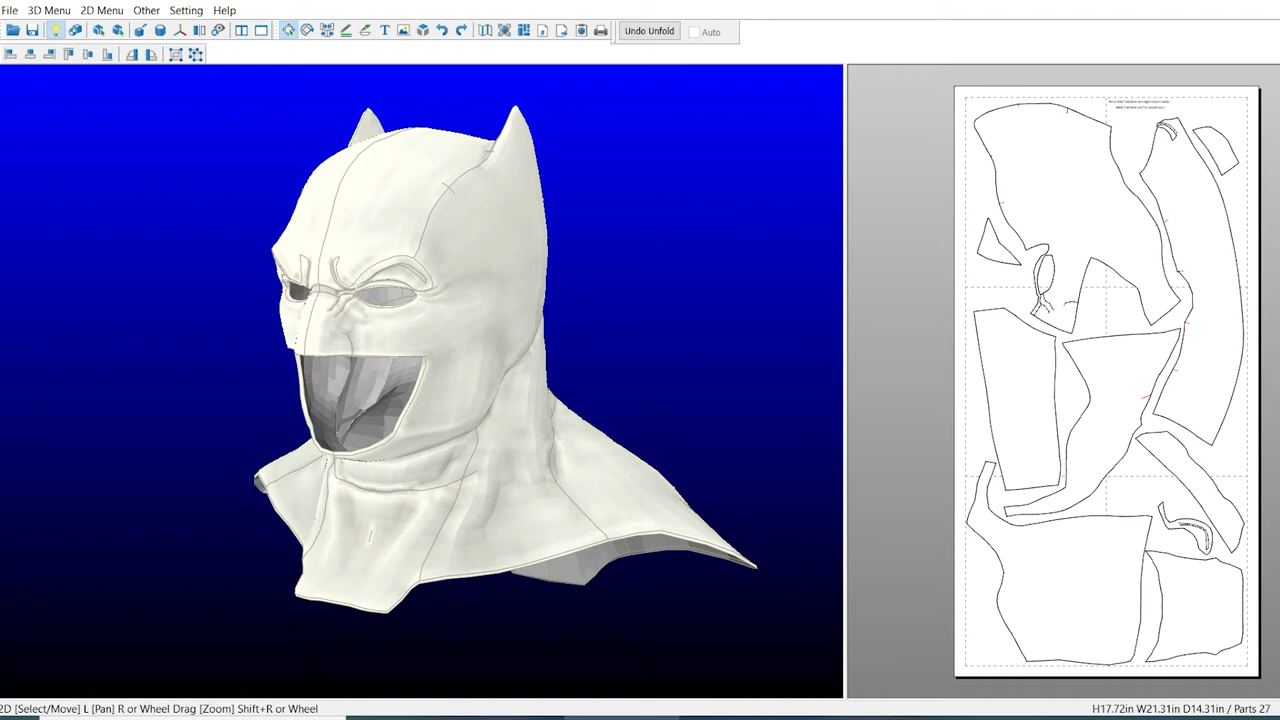 File 3D Menu 2D Menu Other Setting Help
Undo Unfold Auto
2D [Select/Move] L [Pan] R or Wheel Drag [Zoom] Shift+R or Wheel
H17.72in W21.31in D14.31in / Parts 27